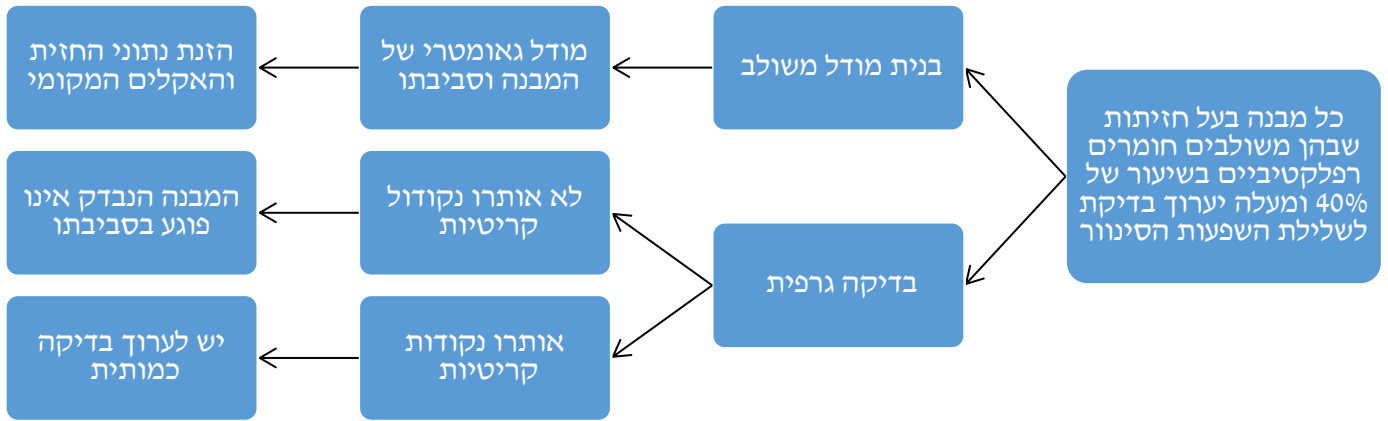 כל מבנה בעל חזיתות
שבהן משולבים חומרים
רפלקטיביים בשיעור של
40% ומעלה יערוך בדיקת
לשלילת השפעות הסינוור
בנית מודל משולב
מודל גאומטרי של
המבנה וסביבתו
הזנת נתוני החזית
והאקלים המקומי
בדיקה גרפית
לא אותרו נקודול
קריטיות
המבנה הנבדק אינו
פוגע בסביבתו
אותרו נקודות
קריטיות
יש לערוך בדיקה
כמותית